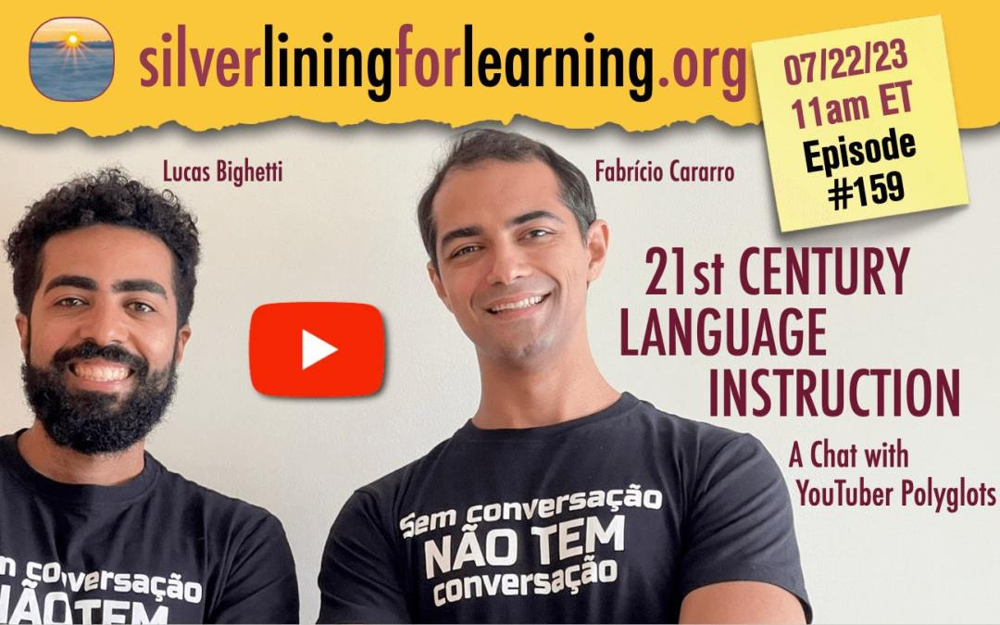 silverliningforlearning.org
07/22/23
11am ET
Episode
#159
Lucas Bighetti
Fabrício Cararro
21st CENTURY
LANGUAGE
INSTRUCTION
A Chat with
YouTuber Polyglots
Sem conversação
NÃO TEM
conversação
m conversação
NÃO TEM